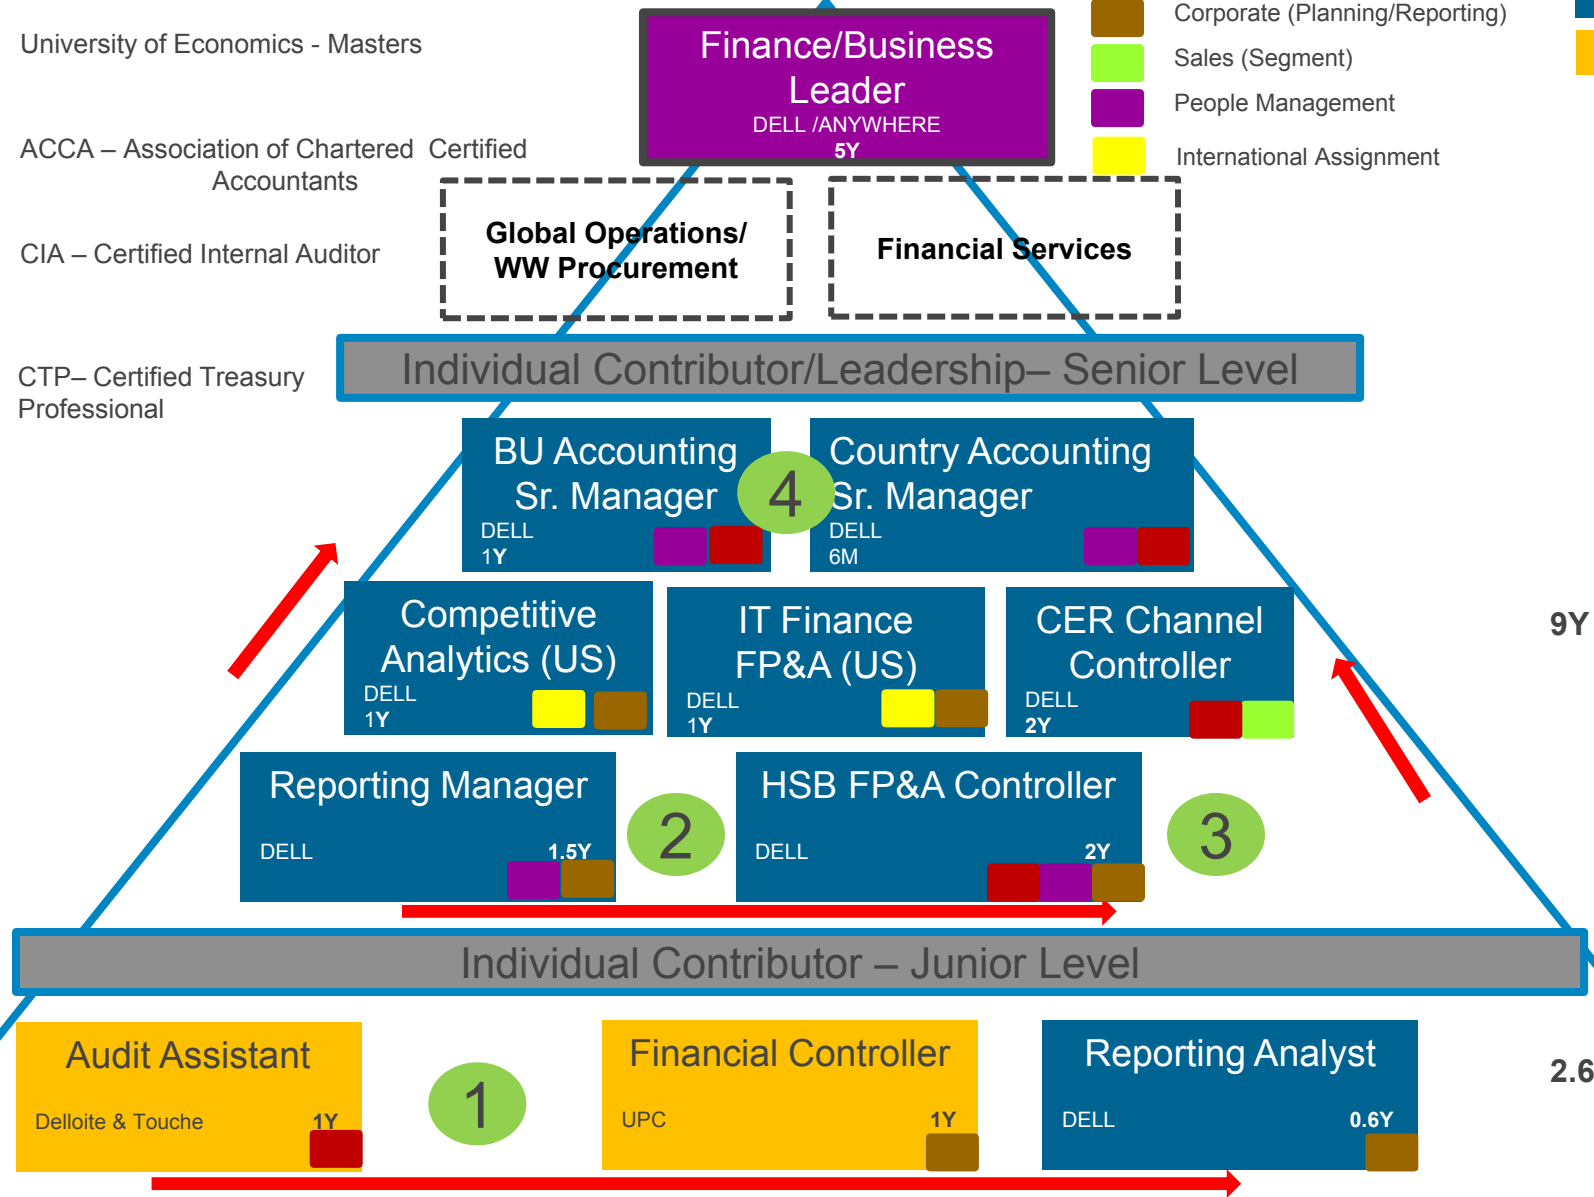 University of Economics - Masters
ACCA – Association of Chartered  Certified
Accountants
CIA – Certified Internal Auditor
CTP– Certified Treasury
Professional
Finance/Business
Leader
DELL /ANYWHERE
5Y
Corporate (Planning/Reporting)
Sales (Segment)
People Management
International Assignment
Global Operations/
WW Procurement
Financial Services
Individual Contributor/Leadership– Senior Level
BU Accounting
Sr. Manager
DELL
1Y
4
Country Accounting
Sr. Manager
DELL
6M
Competitive
Analytics (US)
DELL
1Y
IT Finance
FP&A (US)
DELL
1Y
CER Channel
Controller
DELL
2Y
9Y
Reporting Manager
DELL 1.5Y
2
HSB FP&A Controller
DELL 2Y
3
Individual Contributor – Junior Level
Audit Assistant
Delloite & Touche 1Y
1
Financial Controller
UPC 1Y
Reporting Analyst
DELL 0.6Y
2.6